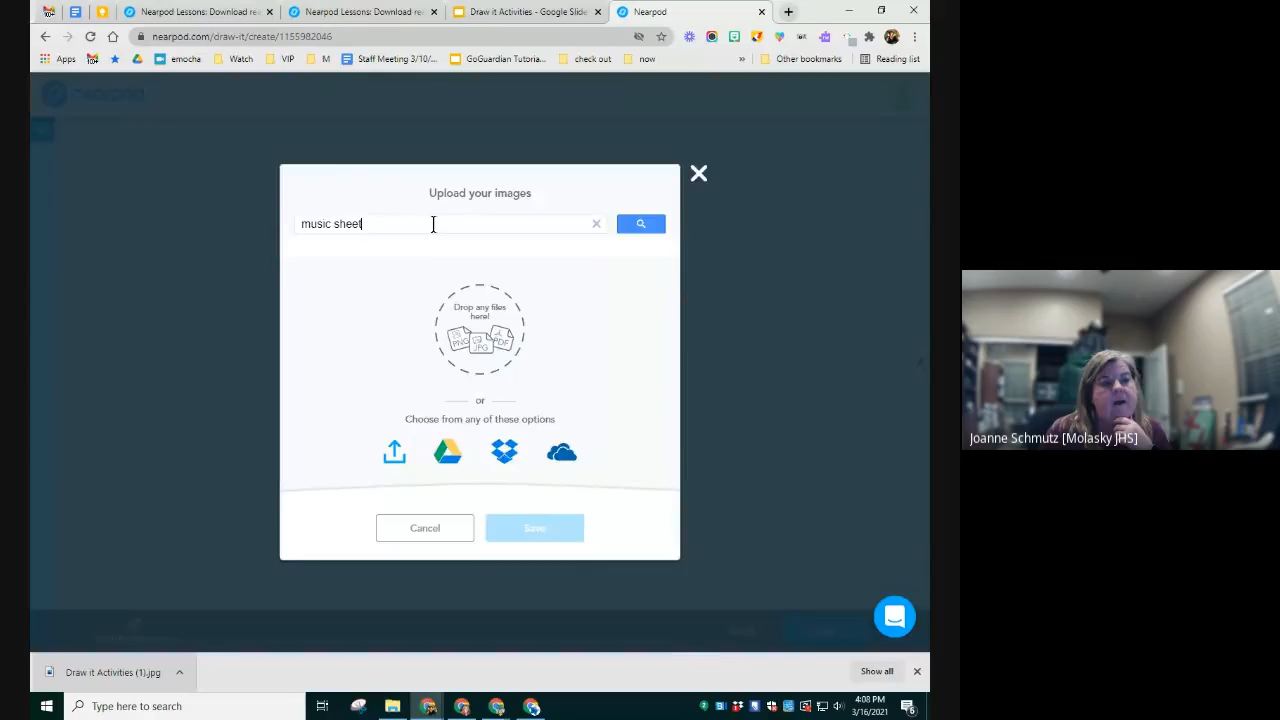 Nearpod Lessons: Download re
Nearpod Lessons: Download re
Draw it Activities - Google Slide
Nearpod
nearpod.com/draw-it/create/1155982046
Apps
emocha
Watch
VIP
M
Staff Meeting 3/10/...
GoGuardian Tutoria...
check out
now
»
Other bookmarks
Reading list
nearpod
Upload your images
music sheet
Drop any files
here!
PNG
JPG
PDF
or
Choose from any of these options
Cancel
Save
Joanne Schmutz [Molasky JHS]
Draw it Activities (1).jpg
Show all
Type here to search
4:08 PM
3/16/2021